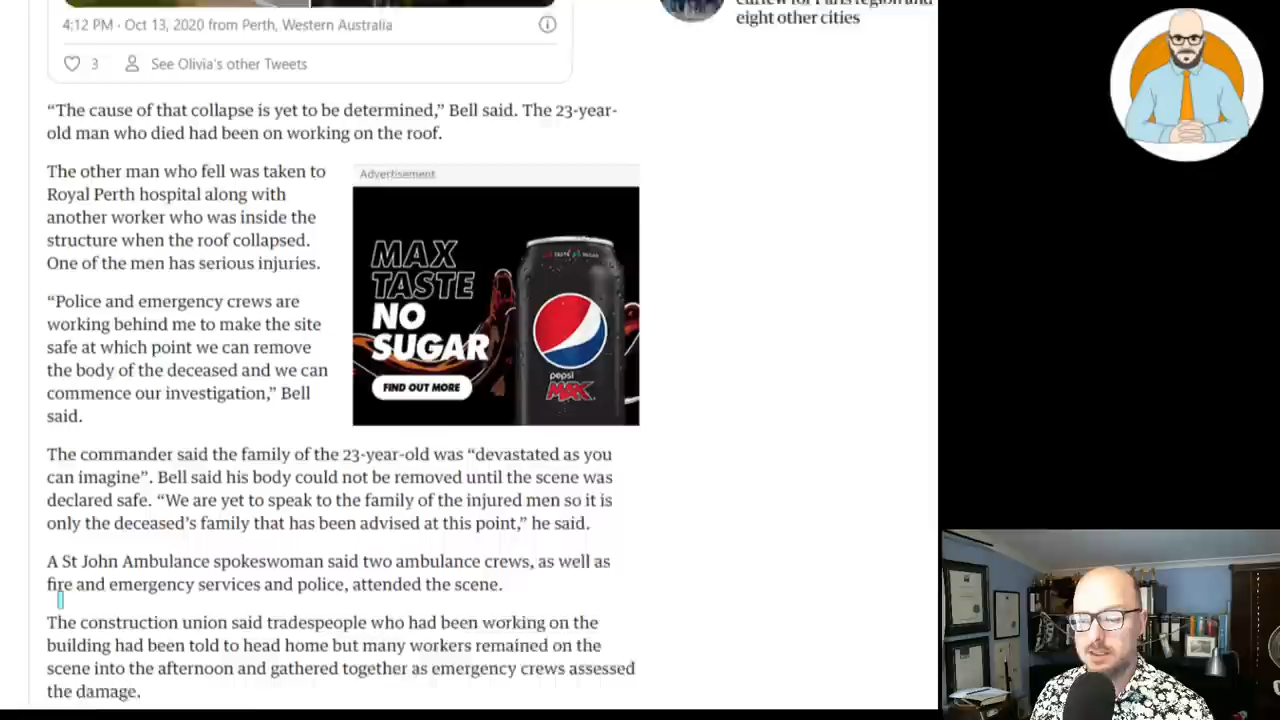 curfew for Paris region and
eight other cities
4:12 PM · Oct 13, 2020 from Perth, Western Australia
3
See Olivia's other Tweets
“The cause of that collapse is yet to be determined,” Bell said. The 23-year-
old man who died had been on working on the roof.
The other man who fell was taken to
Royal Perth hospital along with
another worker who was inside the
structure when the roof collapsed.
One of the men has serious injuries.
Advertisement
MAX
TASTE
NO
SUGAR
FIND OUT MORE
pepsi
MAX
“Police and emergency crews are
working behind me to make the site
safe at which point we can remove
the body of the deceased and we can
commence our investigation,” Bell
said.
The commander said the family of the 23-year-old was “devastated as you
can imagine”. Bell said his body could not be removed until the scene was
declared safe. “We are yet to speak to the family of the injured men so it is
only the deceased’s family that has been advised at this point,” he said.
A St John Ambulance spokeswoman said two ambulance crews, as well as
fire and emergency services and police, attended the scene.
The construction union said tradespeople who had been working on the
building had been told to head home but many workers remained on the
scene into the afternoon and gathered together as emergency crews assessed
the damage.